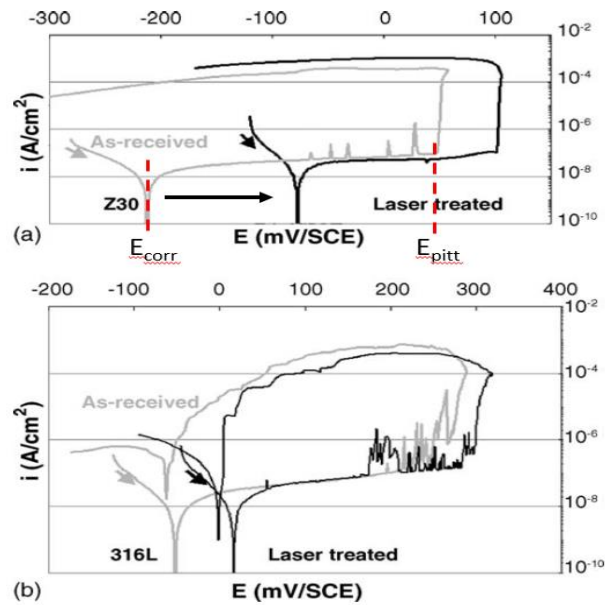 -300 -200 -100 0 100
10⁻²
10⁻⁴
10⁻⁶
10⁻⁸
10⁻¹⁰
i (A/cm²)
As-received
Z30
Laser treated
(a)
E (mV/SCE)
E_corr
E_pitt
-200 -100 0 100 200 300 400
10⁻²
10⁻⁴
10⁻⁶
10⁻⁸
10⁻¹⁰
i (A/cm²)
As-received
316L
Laser treated
(b)
E (mV/SCE)